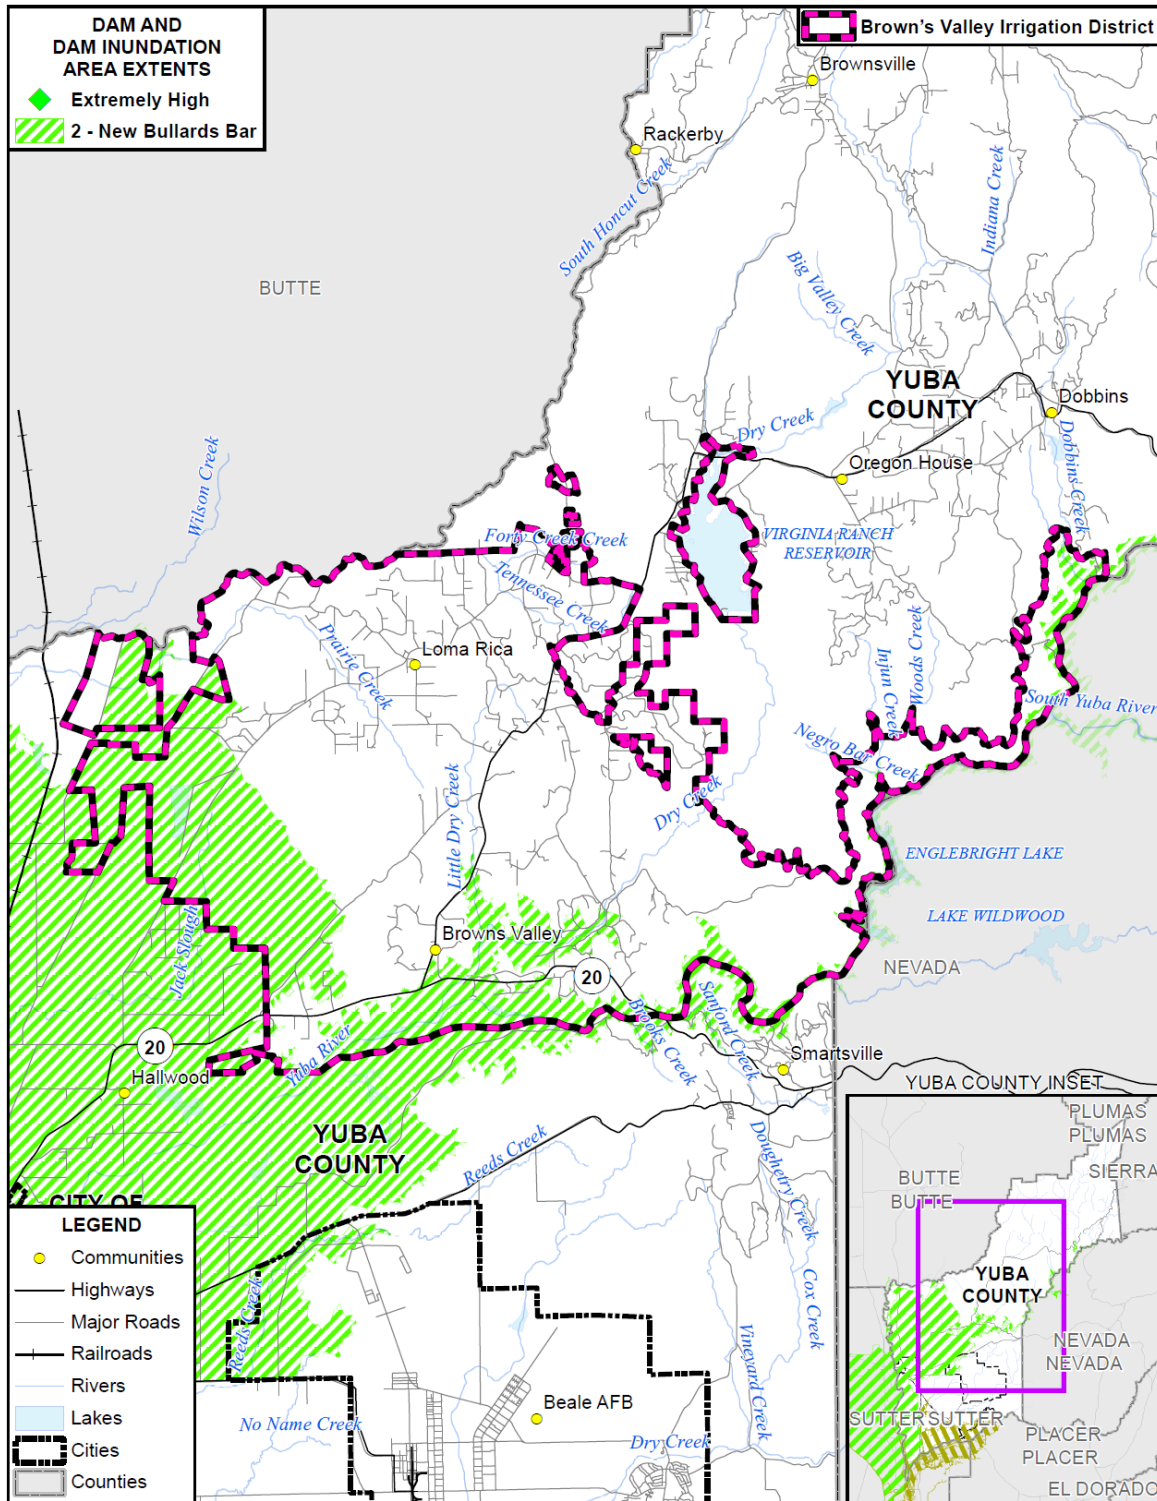 DAM AND
DAM INUNDATION
AREA EXTENTS
Extremely High
2 - New Bullards Bar
Brown's Valley Irrigation District
Brownsville
Rackerby
South Honcut Creek
Indiana Creek
BUTTE
Big Valley Creek
YUBA
COUNTY
Dobbins
Dry Creek
Dobbins Creek
Oregon House
Wilson Creek
Forty Creek Creek
VIRGINIA RANCH
RESERVOIR
Tennessee Creek
Prairie Creek
Loma Rica
Injun Creek
Woods Creek
South Yuba River
Negro Bar Creek
Little Dry Creek
Dry Creek
ENGLEBRIGHT LAKE
Jack Slough
LAKE WILDWOOD
Browns Valley
NEVADA
20
Sanford Creek
Brooks Creek
20
Yuba River
Smartsville
Hallwood
YUBA COUNTY INSET
YUBA
COUNTY
Reeds Creek
Doughetry Creek
CITY OF
LEGEND
Communities
Highways
Major Roads
Railroads
Rivers
Lakes
Cities
Counties
Reeds Creek
Cox Creek
Vineyard Creek
No Name Creek
Beale AFB
Dry Creek
PLUMAS
PLUMAS
SIERRA
BUTTE
BUTTE
YUBA
COUNTY
NEVADA
NEVADA
SUTTER SUTTER
PLACER
PLACER
EL DORADO